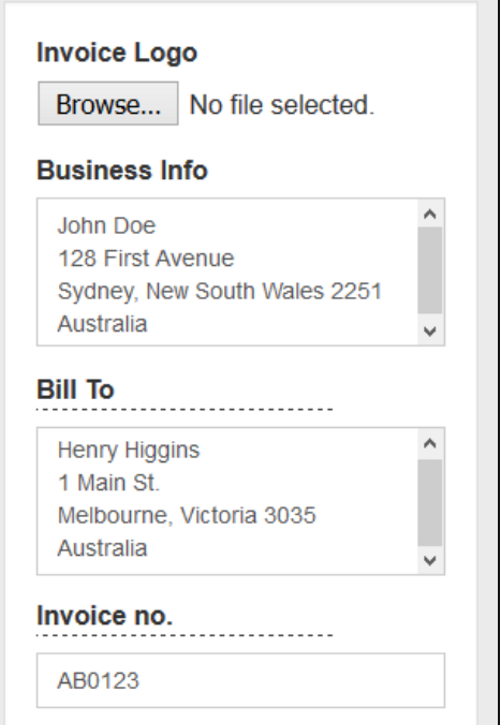 Invoice Logo
Browse... No file selected.
Business Info
John Doe
128 First Avenue
Sydney, New South Wales 2251
Australia
Bill To
Henry Higgins
1 Main St.
Melbourne, Victoria 3035
Australia
Invoice no.
AB0123